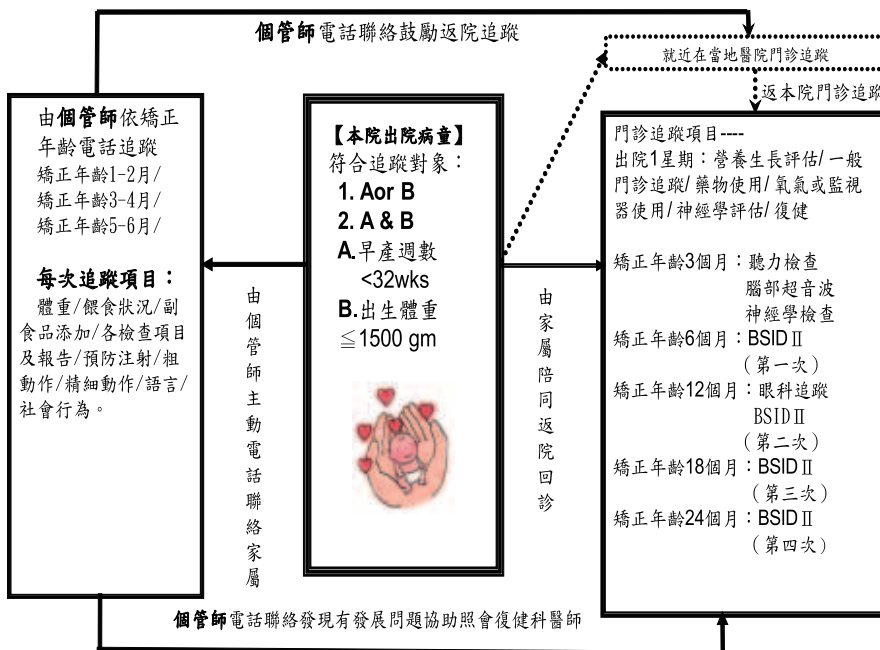 個管師電話聯絡鼓勵返院追蹤
就近在當地醫院門診追蹤
返本院門診追蹤
由個管師依矯正
年齡電話追蹤
矯正年齡1-2月/
矯正年齡3-4月/
矯正年齡5-6月/
每次追蹤項目：
體重/餵食狀況/副
食品添加/各檢查項目
及報告/預防注射/粗
動作/精細動作/語言/
社會行為。
由個管師主動電話聯絡家屬
【本院出院病童】
符合追蹤對象：
1. Aor B
2. A & B
A.早產週數
<32wks
B.出生體重
≦1500 gm
由家屬陪同返院回診
門診追蹤項目----
出院1星期：營養生長評估/一般
門診追蹤/藥物使用/氧氣或監視
器使用/神經學評估/復健
矯正年齡3個月：聽力檢查
腦部超音波
神經學檢查
矯正年齡6個月：BSIDⅡ
（第一次）
矯正年齡12個月：眼科追蹤
BSIDⅡ
（第二次）
矯正年齡18個月：BSIDⅡ
（第三次）
矯正年齡24個月：BSIDⅡ
（第四次）
個管師電話聯絡發現有發展問題協助照會復健科醫師